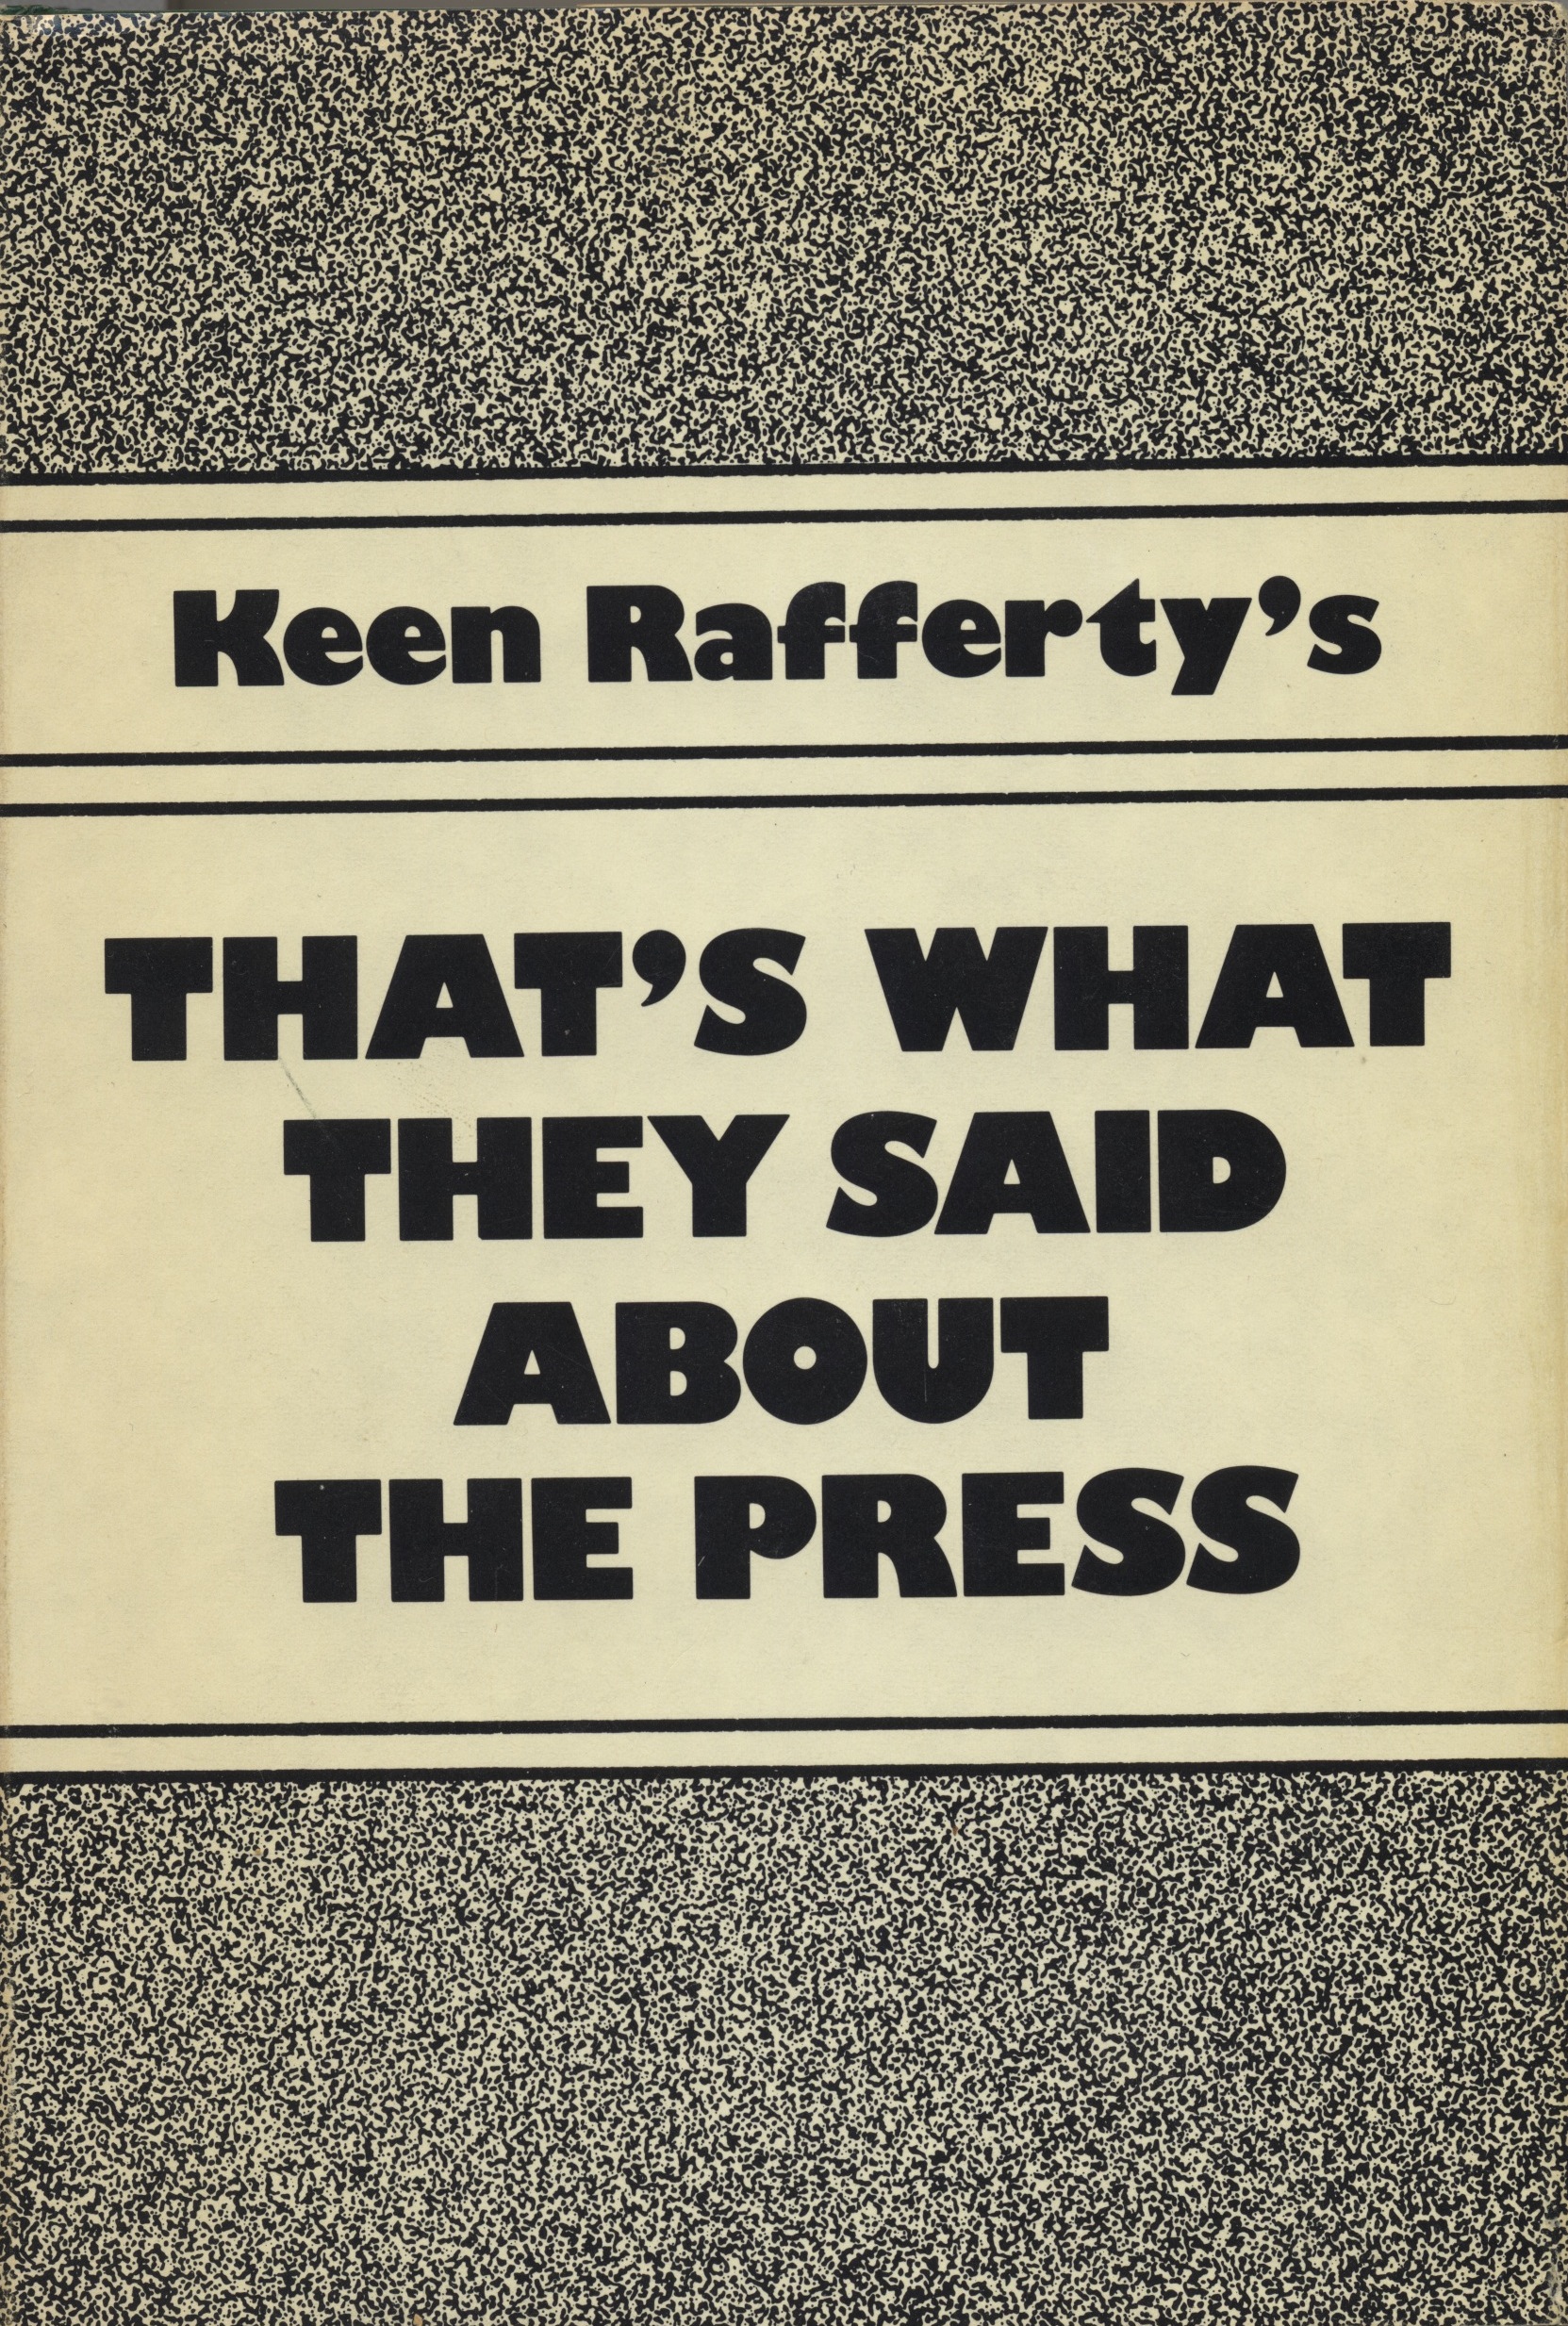 Keen Rafferty's
THAT'S WHAT
THEY SAID
ABOUT
THE PRESS